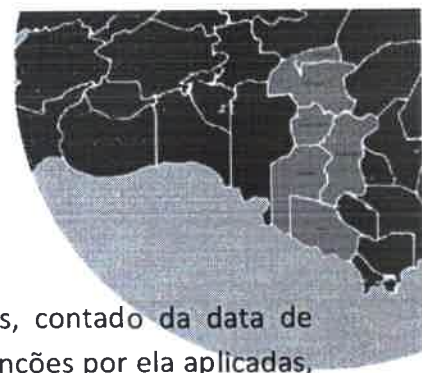 s, contado da data de
nções por ela aplicadas,